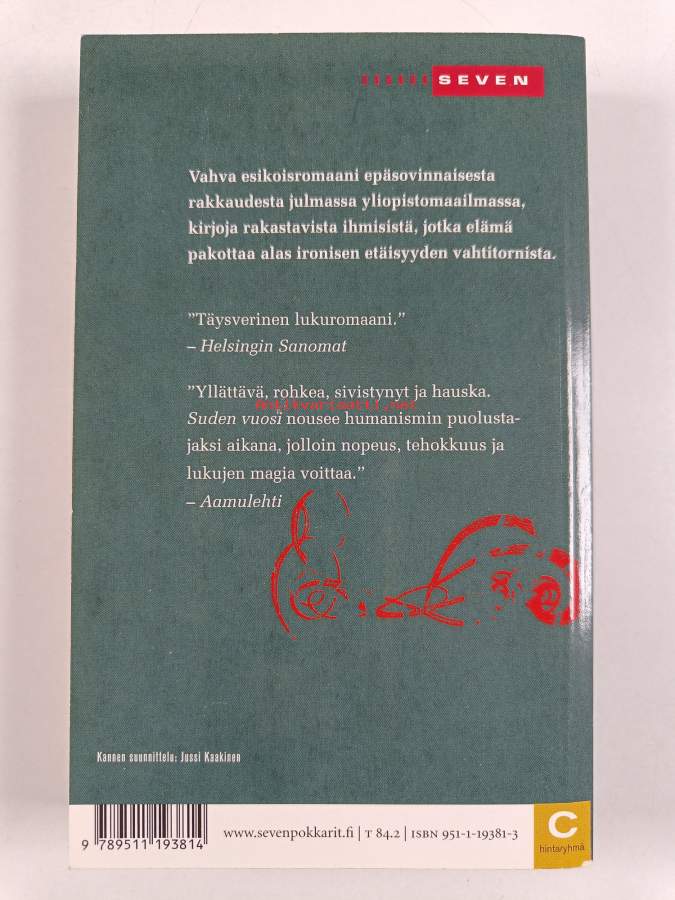 SEVEN
Vahva esikoisromaani epäsovinnaisesta
rakkaudesta julmassa yliopistomaailmassa,
kirjoja rakastavista ihmisistä, jotka elämä
pakottaa alas ironisen etäisyyden vahtitornista.
”Täysverinen lukuromaani.”
– Helsingin Sanomat
”Yllättävä, rohkea, sivistynyt ja hauska.
antikvariaatti.net
Suden vuosi nousee humanismin puolusta-
jaksi aikana, jolloin nopeus, tehokkuus ja
lukujen magia voittaa.”
– Aamulehti
Kannen suunnittelu: Jussi Kaakinen
9 789511 193814
www.sevenpokkarit.fi | T 84.2 | ISBN 951-1-19381-3
C
hintaryhmä